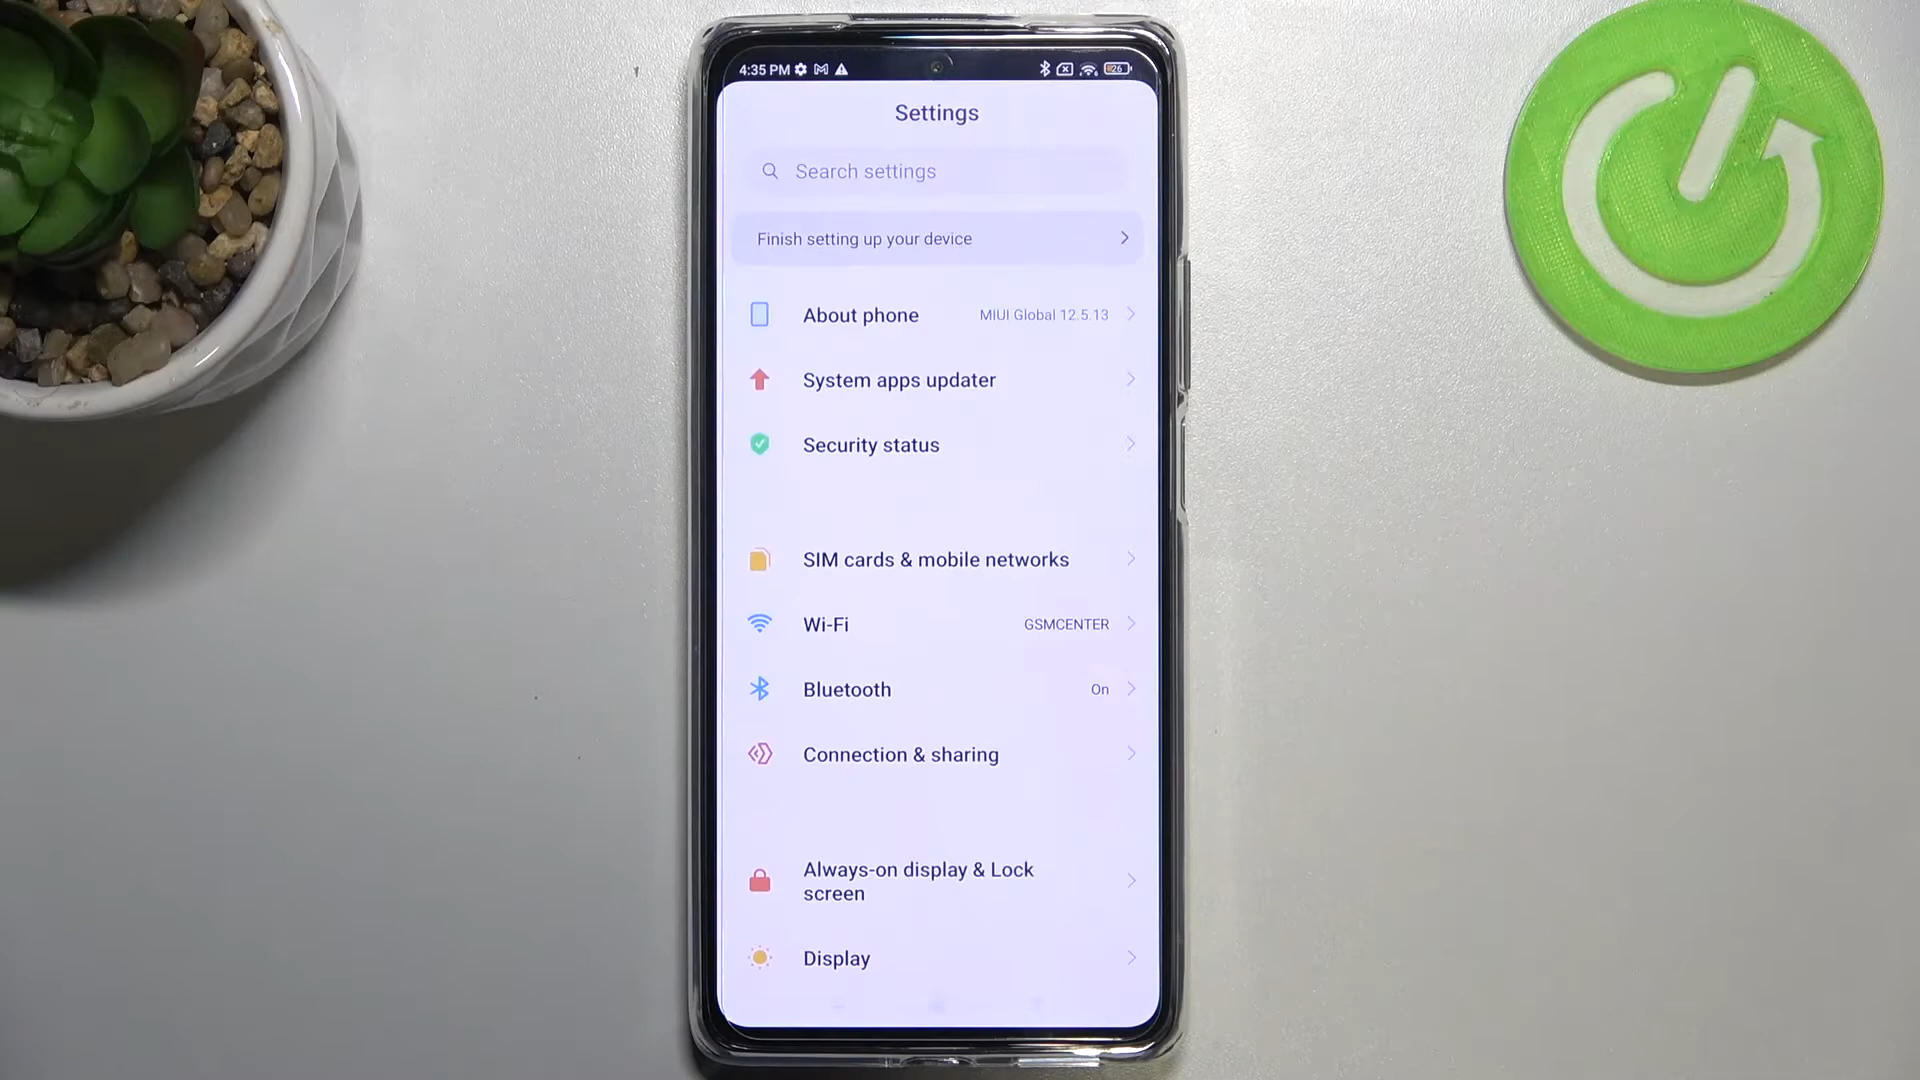 4:35 PM
26
Settings
Search settings
Finish setting up your device
About phone MIUI Global 12.5.13
System apps updater
Security status
SIM cards & mobile networks
Wi-Fi GSMCENTER
Bluetooth On
Connection & sharing
Always-on display & Lock
screen
Display